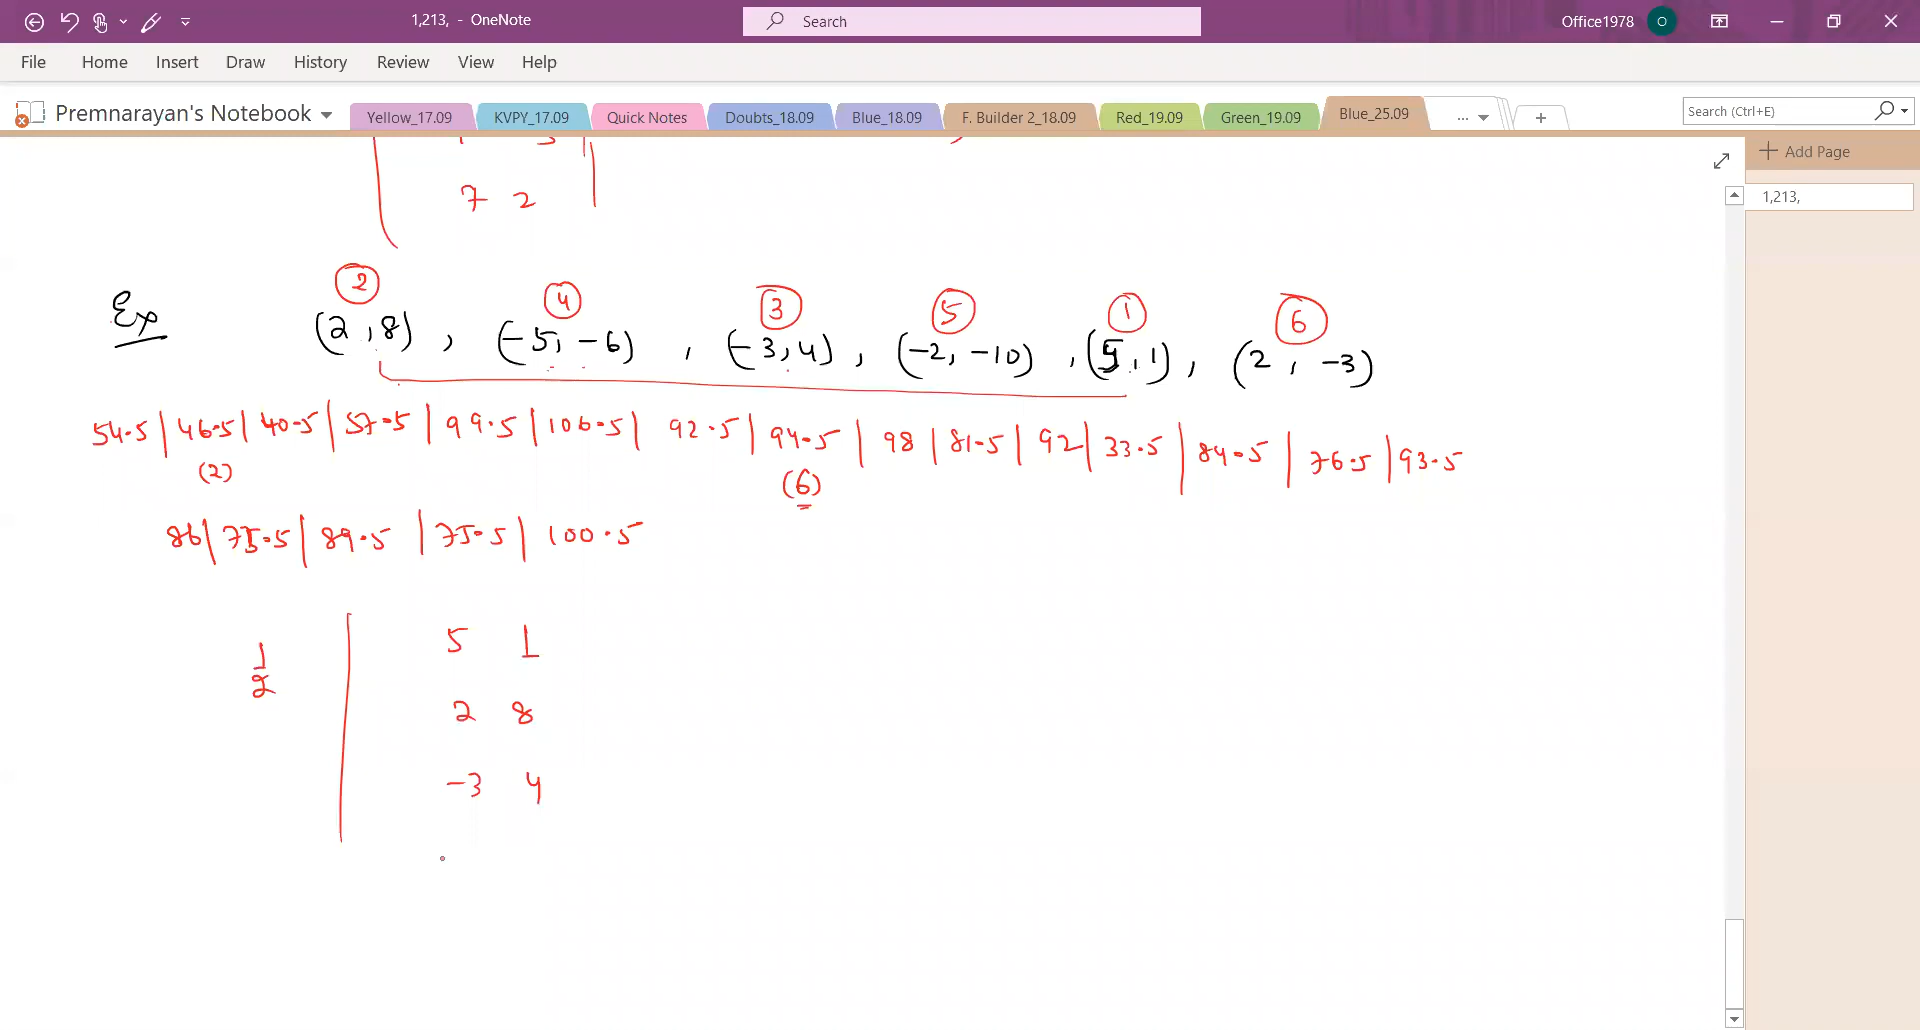 1,213, - OneNote
Search
Office1978
O
File Home Insert Draw History Review View Help
Premnarayan's Notebook
Yellow_17.09 KVPY_17.09 Quick Notes Doubts_18.09 Blue_18.09 F. Builder 2_18.09 Red_19.09 Green_19.09 Blue_25.09 ... +
Search (Ctrl+E)
Add Page
1,213,
7 2
2 4 3 5 1 6
Ex (2 , 8) , (-5, -6) , (-3, 4) , (-2, -10) , (5, 1) , (2 , -3)
54.5 | 46.5 | 40.5 | 57.5 | 99.5 | 106.5 | 92.5 | 94.5 | 98 | 81.5 | 92 | 33.5 | 84.5 | 76.5 | 93.5
(2) (6)
86 | 75.5 | 89.5 | 75.5 | 100.5
5 1
1/2
2 8
-3 4